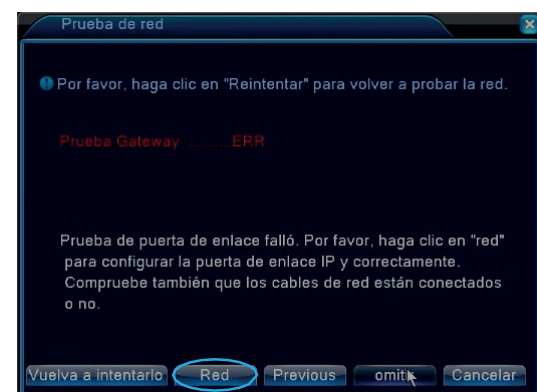 Prueba de red
Por favor, haga clic en "Reintentar" para volver a probar la red.
Prueba Gateway ..........ERR
Prueba de puerta de enlace falló. Por favor, haga clic en "red"
para configurar la puerta de enlace IP y correctamente.
Compruebe también que los cables de red están conectados
o no.
Vuelva a intentarlo Red Previous omitir Cancelar